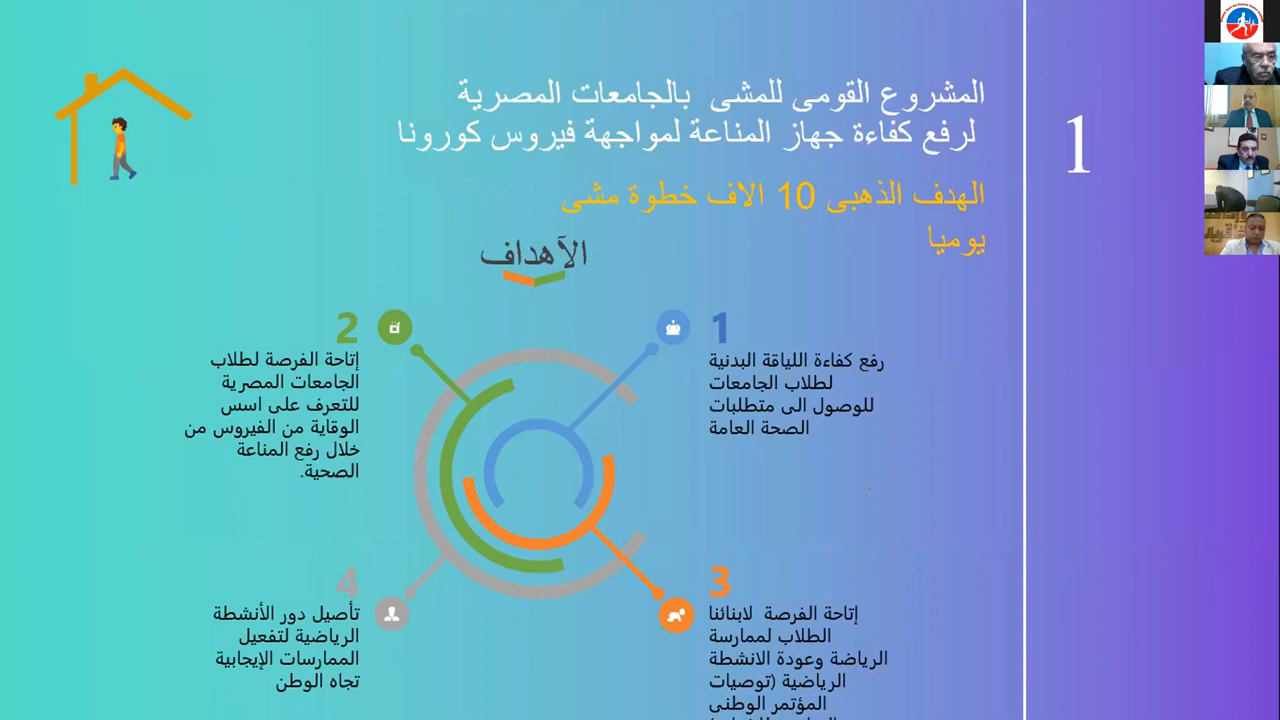 المشروع القومى للمشى بالجامعات المصرية
لرفع كفاءة جهاز المناعة لمواجهة فيروس كورونا
1
الهدف الذهبى 10 الاف خطوة مشى
يوميا
الآهداف
1
رفع كفاءة اللياقة البدنية
لطلاب الجامعات
للوصول الى متطلبات
الصحة العامة
2
إتاحة الفرصة لطلاب
الجامعات المصرية
للتعرف على اسس
الوقاية من الفيروس من
خلال رفع المناعة
الصحية.
3
إتاحة الفرصة لابنائنا
الطلاب لممارسة
الرياضة وعودة الانشطة
الرياضية (توصيات
المؤتمر الوطنى
4
تأصيل دور الأنشطة
الرياضية لتفعيل
الممارسات الإيجابية
تجاه الوطن